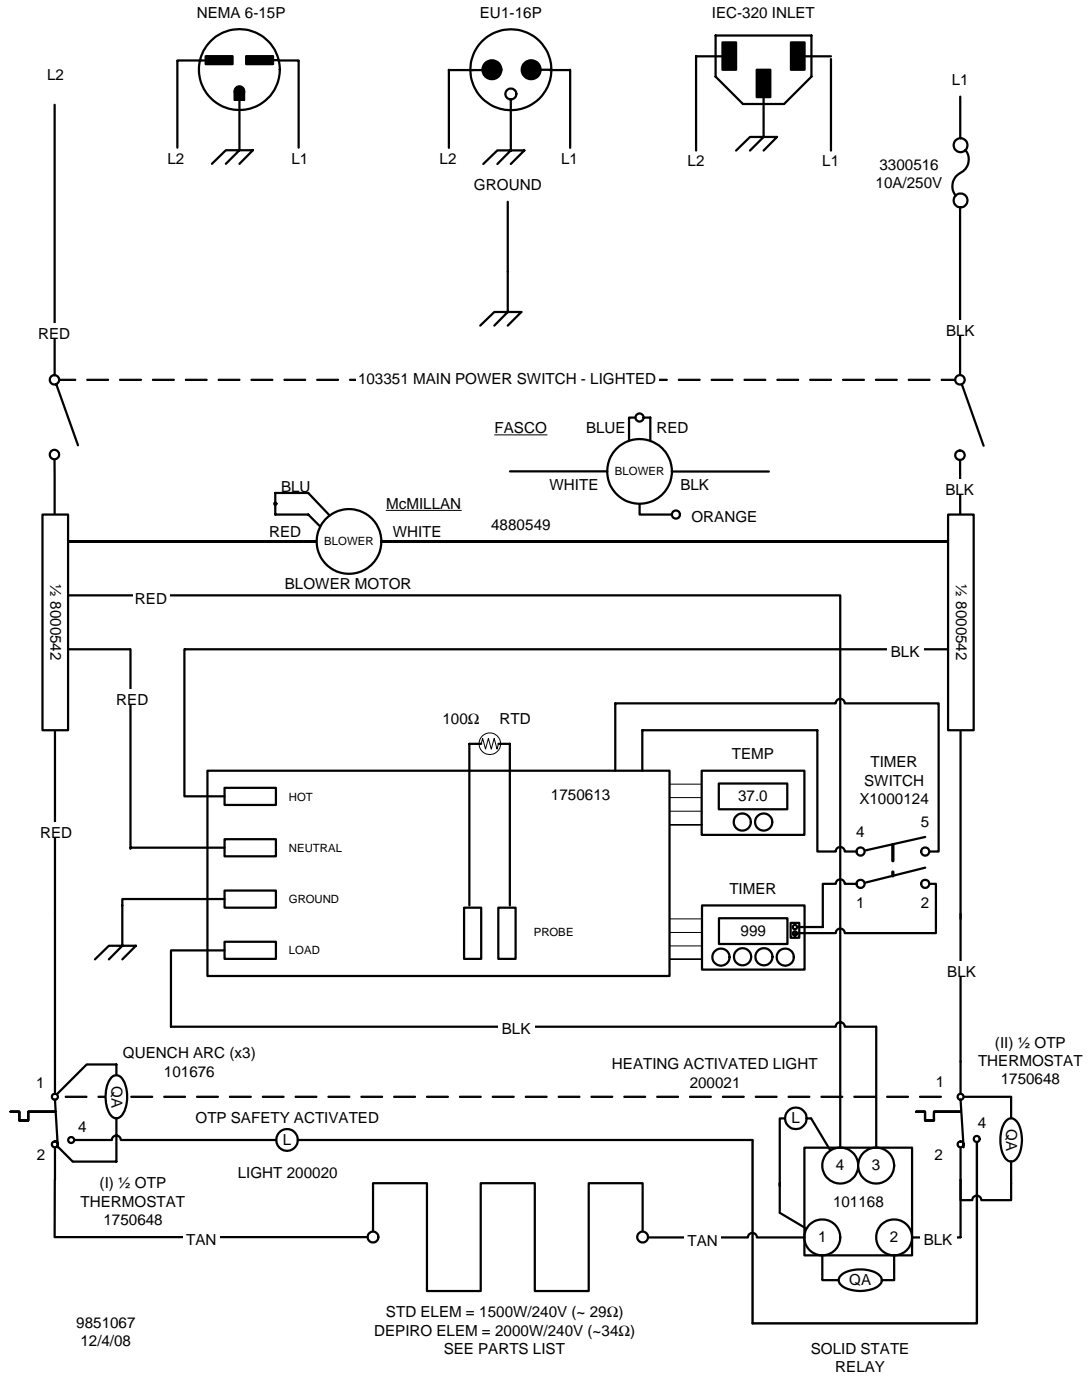 NEMA 6-15P
EU1-16P
IEC-320 INLET
L2
L1
L2
L1
L2
L1
L2
L1
GROUND
3300516
10A/250V
RED
BLK
103351 MAIN POWER SWITCH - LIGHTED
FASCO
BLUE
RED
BLOWER
WHITE
BLK
ORANGE
BLK
BLU
McMILLAN
RED
BLOWER
WHITE
4880549
BLOWER MOTOR
½ 8000542
½ 8000542
RED
BLK
RED
100Ω RTD
TEMP
TIMER
SWITCH
X1000124
HOT
1750613
37.0
4
5
RED
NEUTRAL
1
2
GROUND
TIMER
PROBE
999
LOAD
BLK
BLK
QUENCH ARC (x3)
101676
HEATING ACTIVATED LIGHT
200021
(II) ½ OTP
THERMOSTAT
1750648
1
QA
1
OTP SAFETY ACTIVATED
4
L
L
4
QA
2
2
LIGHT 200020
4
3
(I) ½ OTP
THERMOSTAT
1750648
101168
TAN
TAN
1
2
BLK
QA
STD ELEM = 1500W/240V (~ 29Ω)
DEPIRO ELEM = 2000W/240V (~34Ω)
SEE PARTS LIST
9851067
12/4/08
SOLID STATE
RELAY